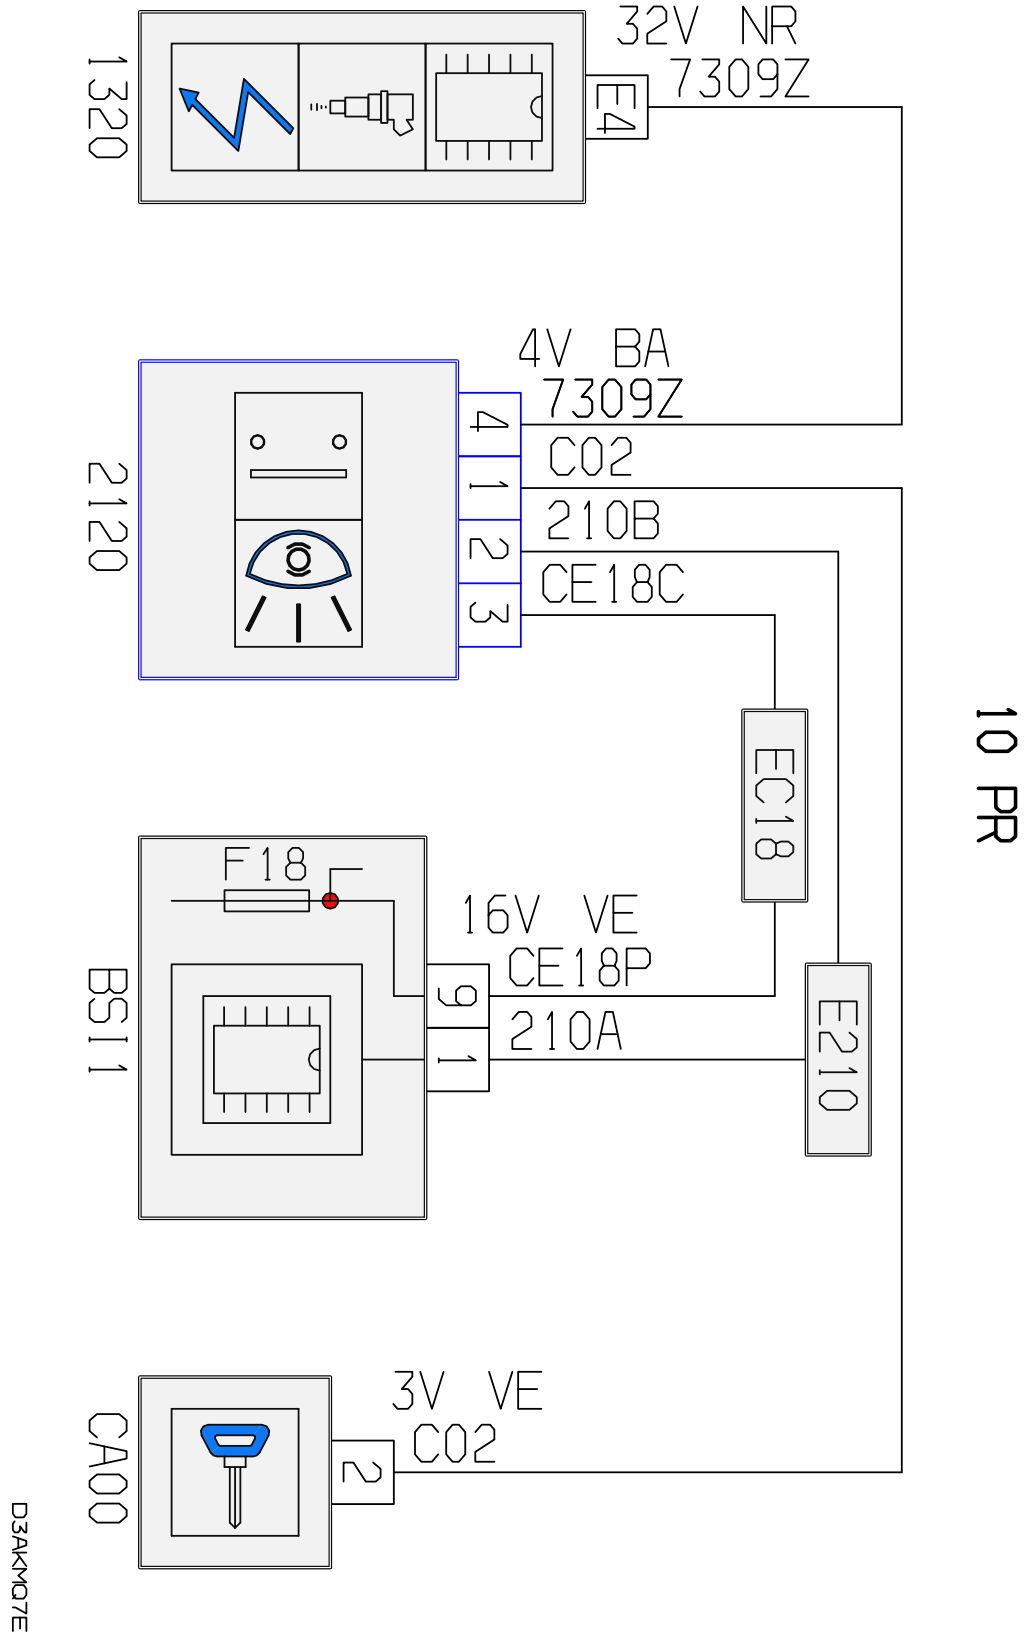 32V NR
7309Z
E4
1320
4V BA
7309Z
4
C02
1
210B
2
CE18C
3
2120
10 PR
EC18
F18
16V VE
CE18P
9
210A
1
E210
BSI1
3V VE
C02
2
CA00
D3AKMQ7E